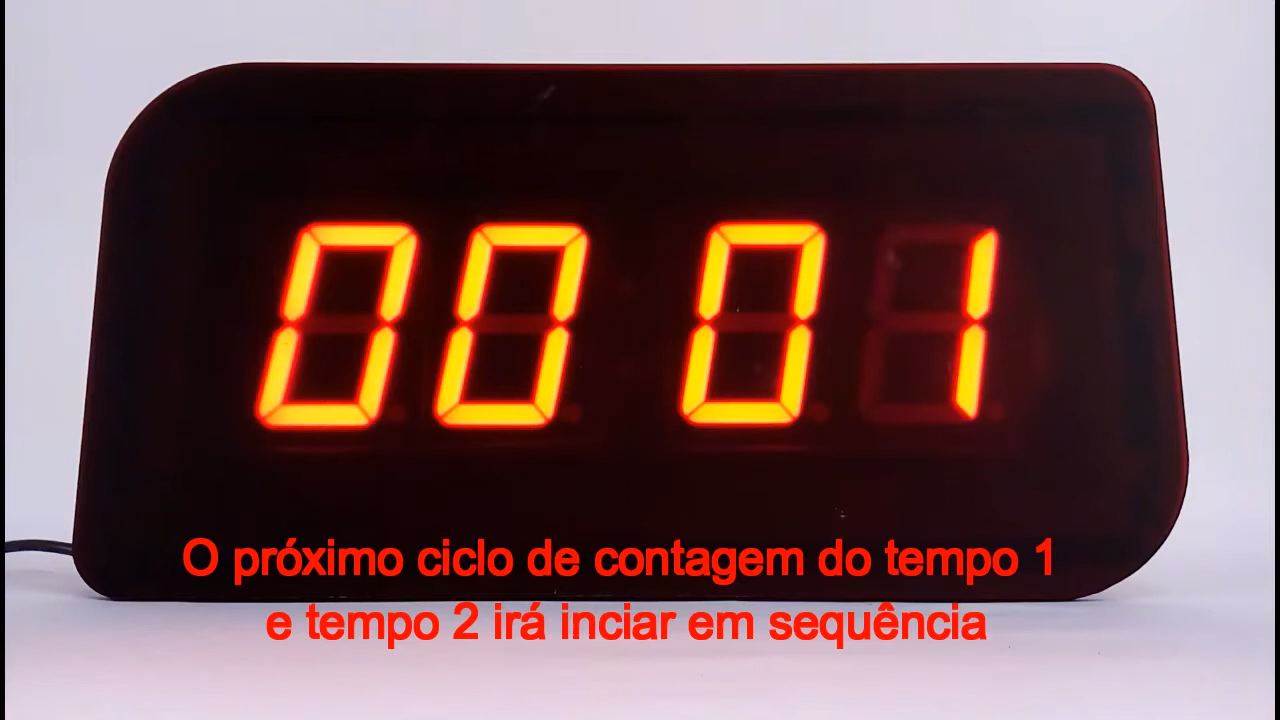 00 01
O próximo ciclo de contagem do tempo 1
e tempo 2 irá inciar em sequência